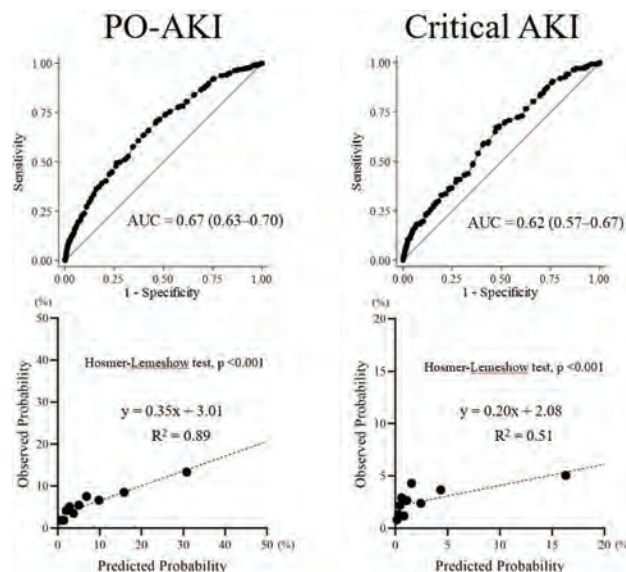 PO-AKI
Critical AKI
1.00
0.75
0.50
0.25
0.00
Sensitivity
AUC = 0.67 (0.63–0.70)
0.00 0.25 0.50 0.75 1.00
1 - Specificity
1.00
0.75
0.50
0.25
0.00
Sensitivity
AUC = 0.62 (0.57–0.67)
0.00 0.25 0.50 0.75 1.00
1 - Specificity
(%)
50
40
30
20
10
0
Observed Probability
Hosmer-Lemeshow test, p <0.001
y = 0.35x + 3.01
R² = 0.89
0 10 20 30 40 50 (%)
Predicted Probability
(%)
20
15
10
5
0
Observed Probability
Hosmer-Lemeshow test, p <0.001
y = 0.20x + 2.08
R² = 0.51
0 5 10 15 20 (%)
Predicted Probability